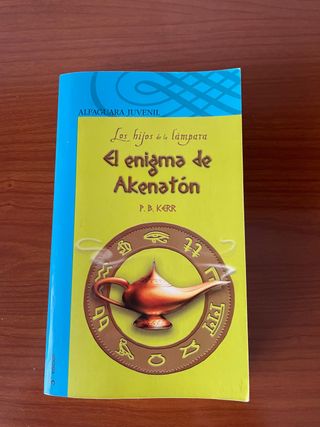 ALFAGUARA JUVENIL
Los hijos de la lámpara
El enigma de
Akenatón
P. B. KERR